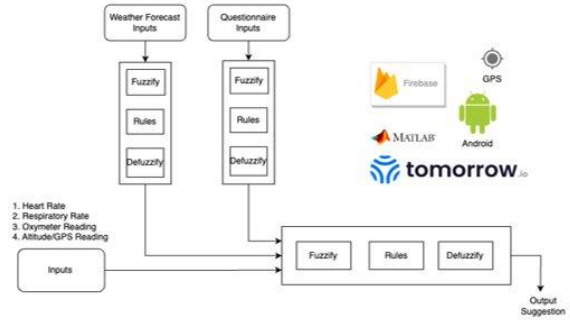 Weather Forecast
Inputs
Questionnaire
Inputs
Fuzzify
Rules
Defuzzify
Fuzzify
Rules
Defuzzify
Firebase
GPS
Android
MATLAB
tomorrow.io
1. Heart Rate
2. Respiratory Rate
3. Oxymeter Reading
4. Altitude/GPS Reading
Inputs
Fuzzify
Rules
Defuzzify
Output
Suggestion